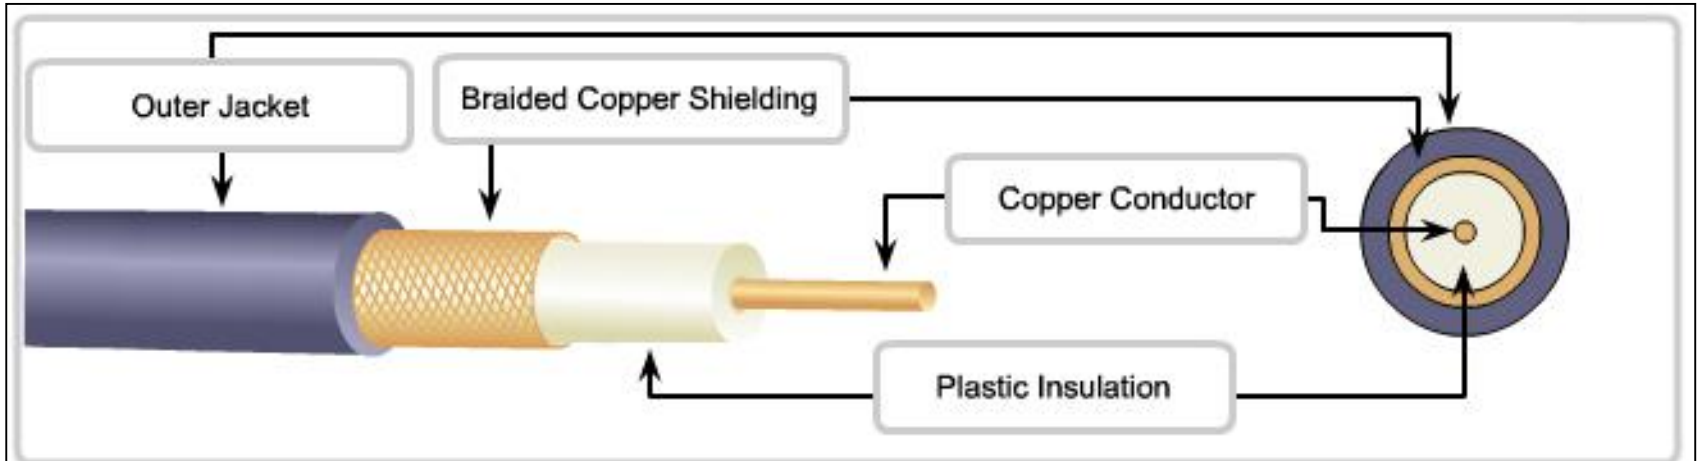 Outer Jacket
Braided Copper Shielding
Copper Conductor
Plastic Insulation